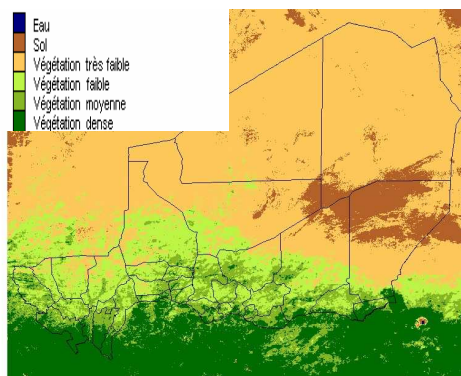 Eau
Sol
Végétation très faible
Végétation faible
Végétation moyenne
Végétation dense